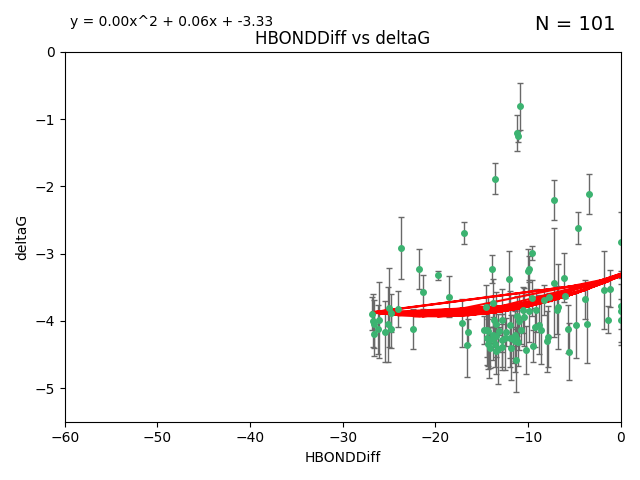 y = 0.00x^2 + 0.06x + -3.33
N = 101
HBONDDiff vs deltaG
0
−1
−2
−3
−4
−5
deltaG
−60
−50
−40
−30
−20
−10
0
HBONDDiff